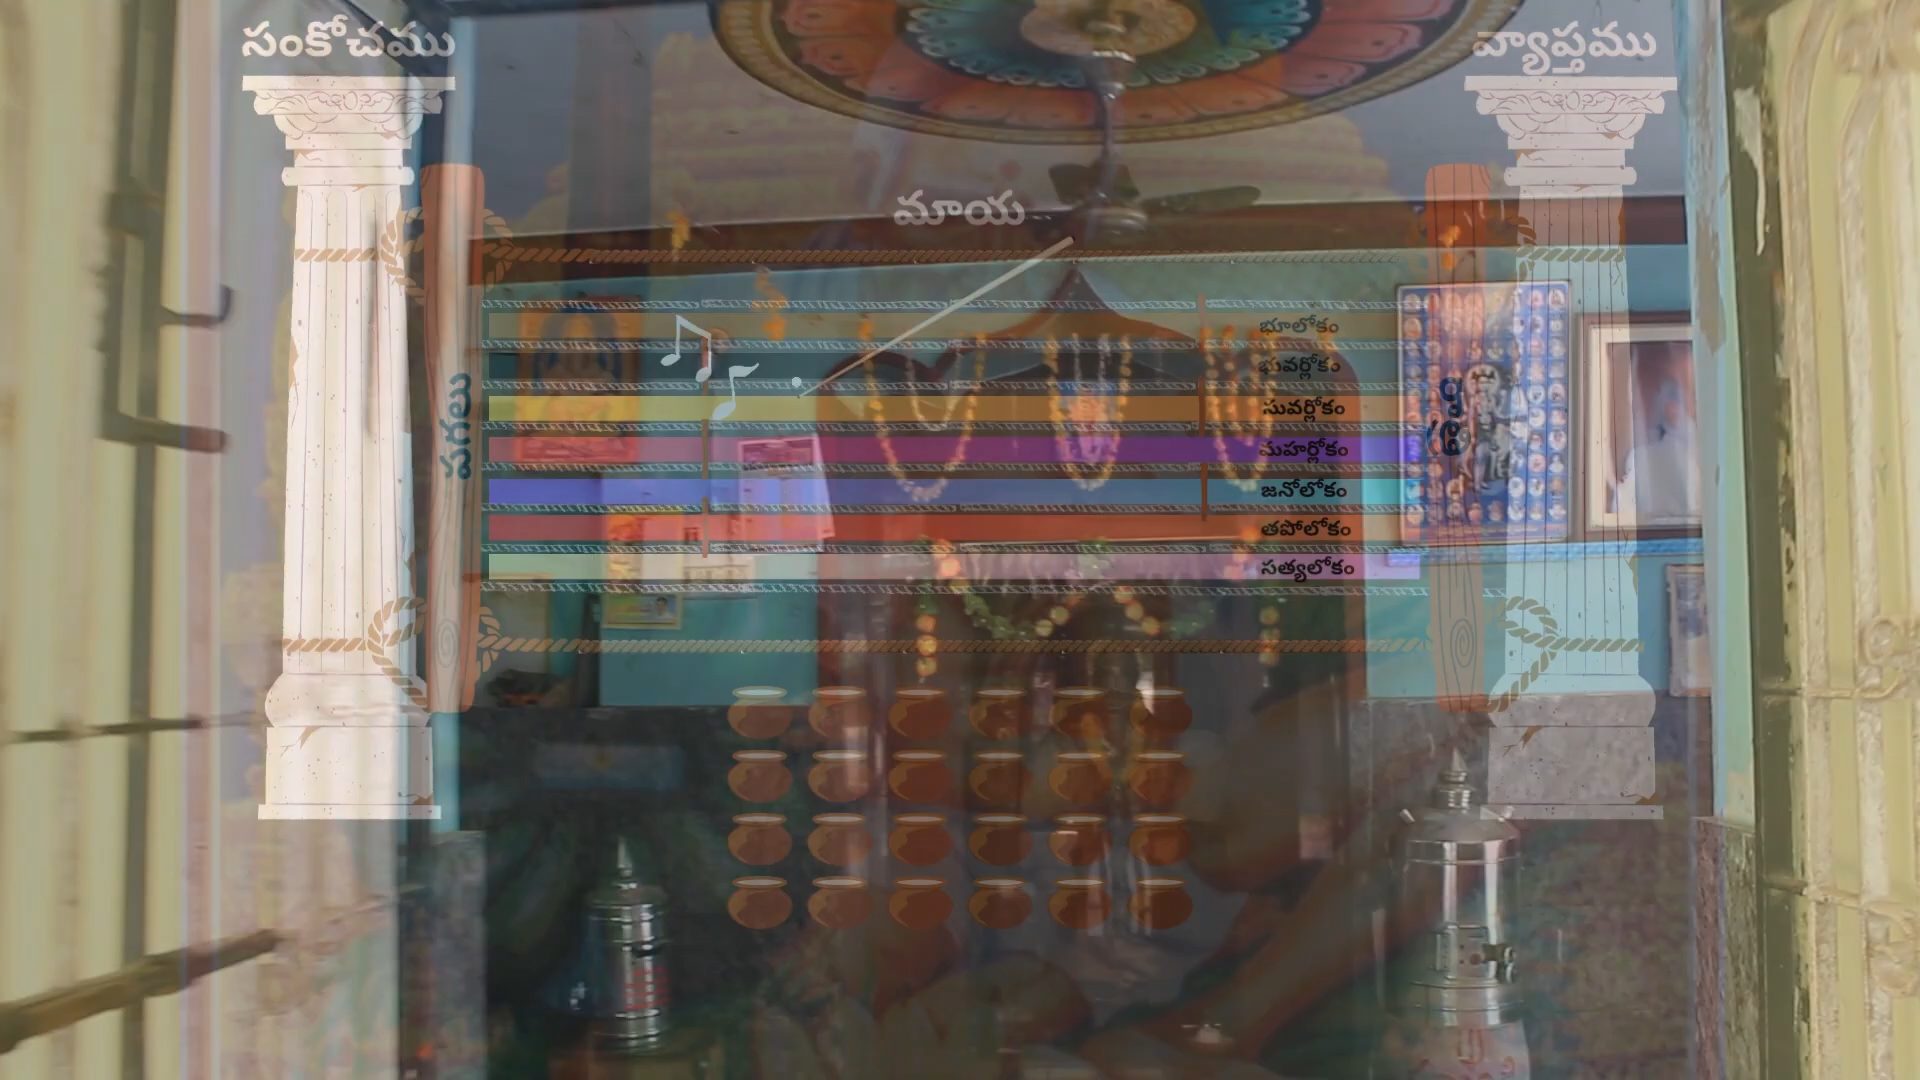 సంకోచము
వ్యాప్తము
మాయ
పగలు
భూలోకం
భువర్లోకం
సువర్లోకం
మహర్లోకం
జనోలోకం
తపోలోకం
సత్యలోకం